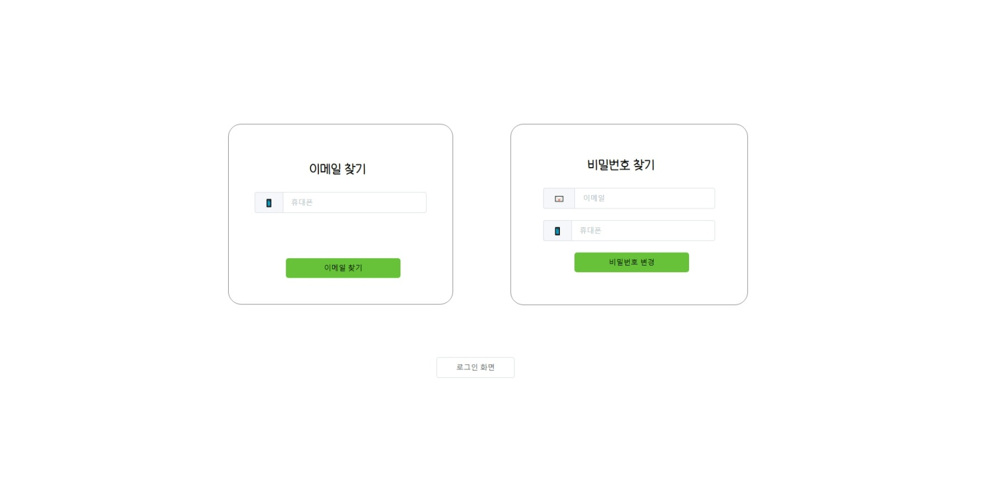 이메일 찾기
휴대폰
이메일 찾기
비밀번호 찾기
이메일
휴대폰
비밀번호 변경
로그인 화면